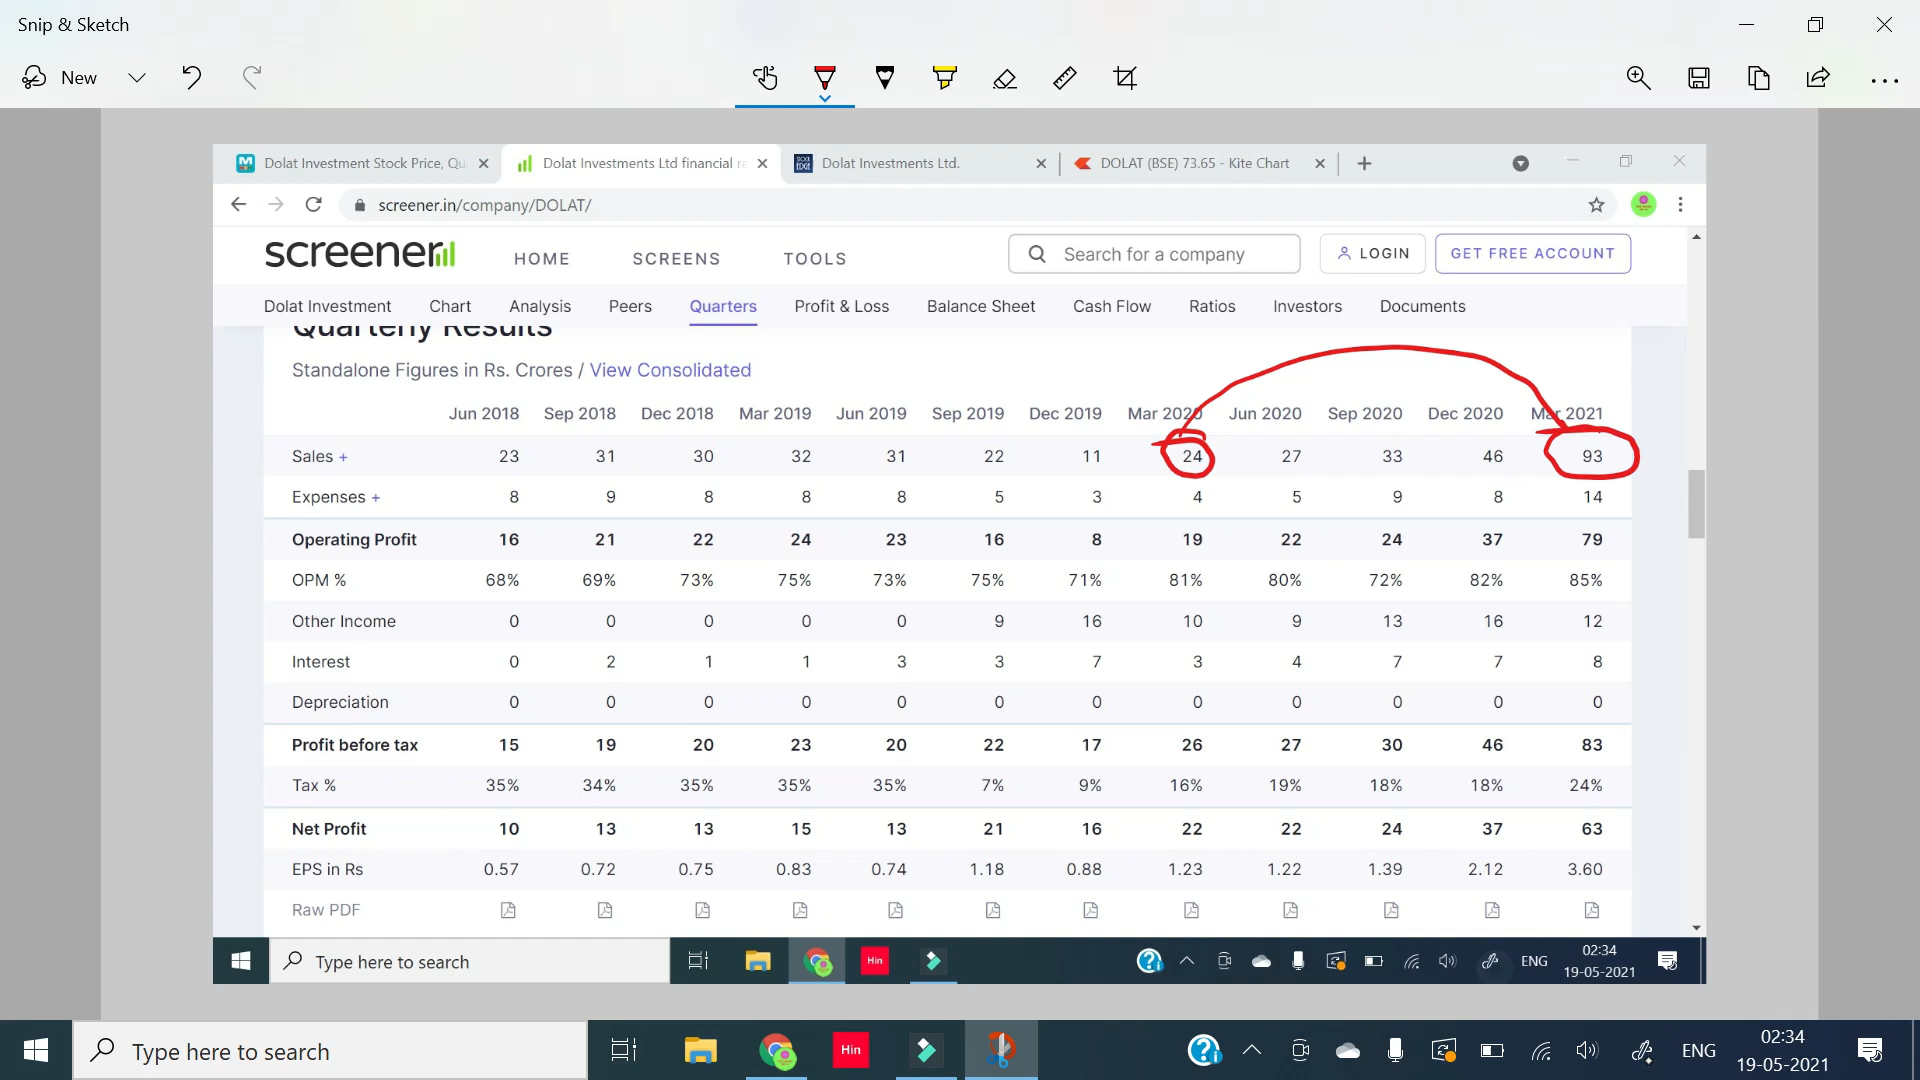 Snip & Sketch
New
Dolat Investment Stock Price, Qu
Dolat Investments Ltd financial re
Dolat Investments Ltd.
DOLAT (BSE) 73.65 - Kite Chart
screener.in/company/DOLAT/
screener
HOME
SCREENS
TOOLS
Search for a company
LOGIN
GET FREE ACCOUNT
Dolat Investment Chart Analysis Peers Quarters Profit & Loss Balance Sheet Cash Flow Ratios Investors Documents
Quarterly Results
Standalone Figures in Rs. Crores / View Consolidated
Jun 2018 Sep 2018 Dec 2018 Mar 2019 Jun 2019 Sep 2019 Dec 2019 Mar 2020 Jun 2020 Sep 2020 Dec 2020 Mar 2021
Sales + 23 31 30 32 31 22 11 24 27 33 46 93
Expenses + 8 9 8 8 8 5 3 4 5 9 8 14
Operating Profit 16 21 22 24 23 16 8 19 22 24 37 79
OPM % 68% 69% 73% 75% 73% 75% 71% 81% 80% 72% 82% 85%
Other Income 0 0 0 0 0 9 16 10 9 13 16 12
Interest 0 2 1 1 3 3 7 3 4 7 7 8
Depreciation 0 0 0 0 0 0 0 0 0 0 0 0
Profit before tax 15 19 20 23 20 22 17 26 27 30 46 83
Tax % 35% 34% 35% 35% 35% 7% 9% 16% 19% 18% 18% 24%
Net Profit 10 13 13 15 13 21 16 22 22 24 37 63
EPS in Rs 0.57 0.72 0.75 0.83 0.74 1.18 0.88 1.23 1.22 1.39 2.12 3.60
Raw PDF
Type here to search
Hin
ENG
02:34
19-05-2021
Type here to search
Hin
ENG
02:34
19-05-2021